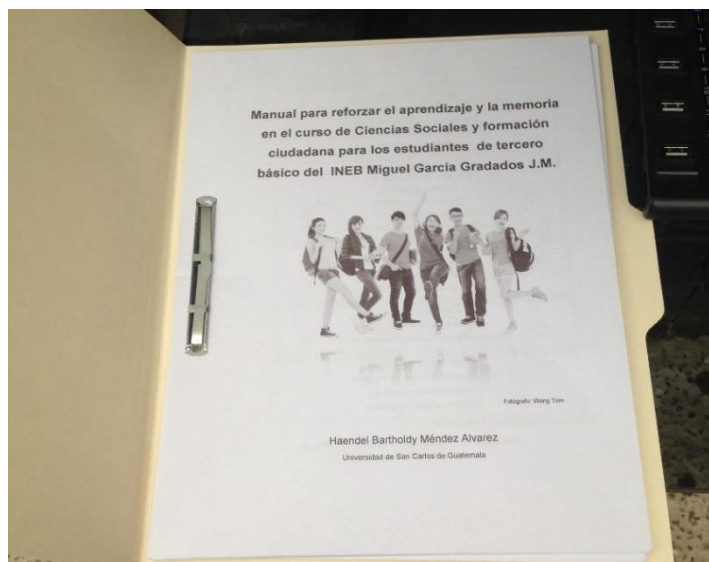 Manual para reforzar el aprendizaje y la memoria
en el curso de Ciencias Sociales y formación
ciudadana para los estudiantes de tercero
básico del INEB Miguel García Gradados J.M.
Fotógrafo: Wang Tom
Haendel Bartholdy Méndez Alvarez
Universidad de San Carlos de Guatemala